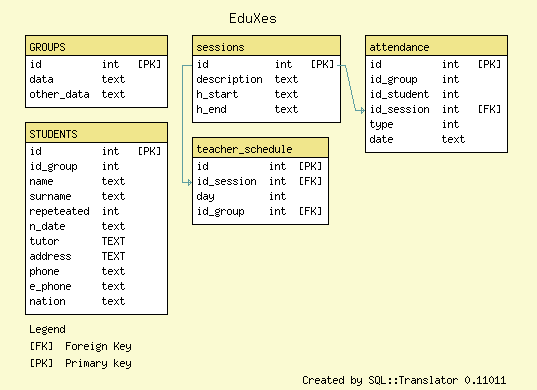 EduXes
GROUPS
id int [PK]
data text
other_data text
STUDENTS
id int [PK]
id_group int
name text
surname text
repeteated int
n_date text
tutor TEXT
address TEXT
phone text
e_phone text
nation text
sessions
id int [PK]
description text
h_start text
h_end text
teacher_schedule
id int [PK]
id_session int [FK]
day int
id_group int [FK]
attendance
id int [PK]
id_group int
id_student int
id_session int [FK]
type int
date text
Legend
[FK] Foreign Key
[PK] Primary key
Created by SQL::Translator 0.11011